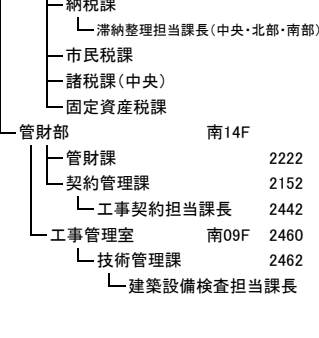 納税課
滞納整理担当課長(中央・北部・南部)
市民税課
諸税課(中央)
固定資産税課
管財部 南14F
管財課 2222
契約管理課 2152
工事契約担当課長 2442
工事管理室 南09F 2460
技術管理課 2462
建築設備検査担当課長